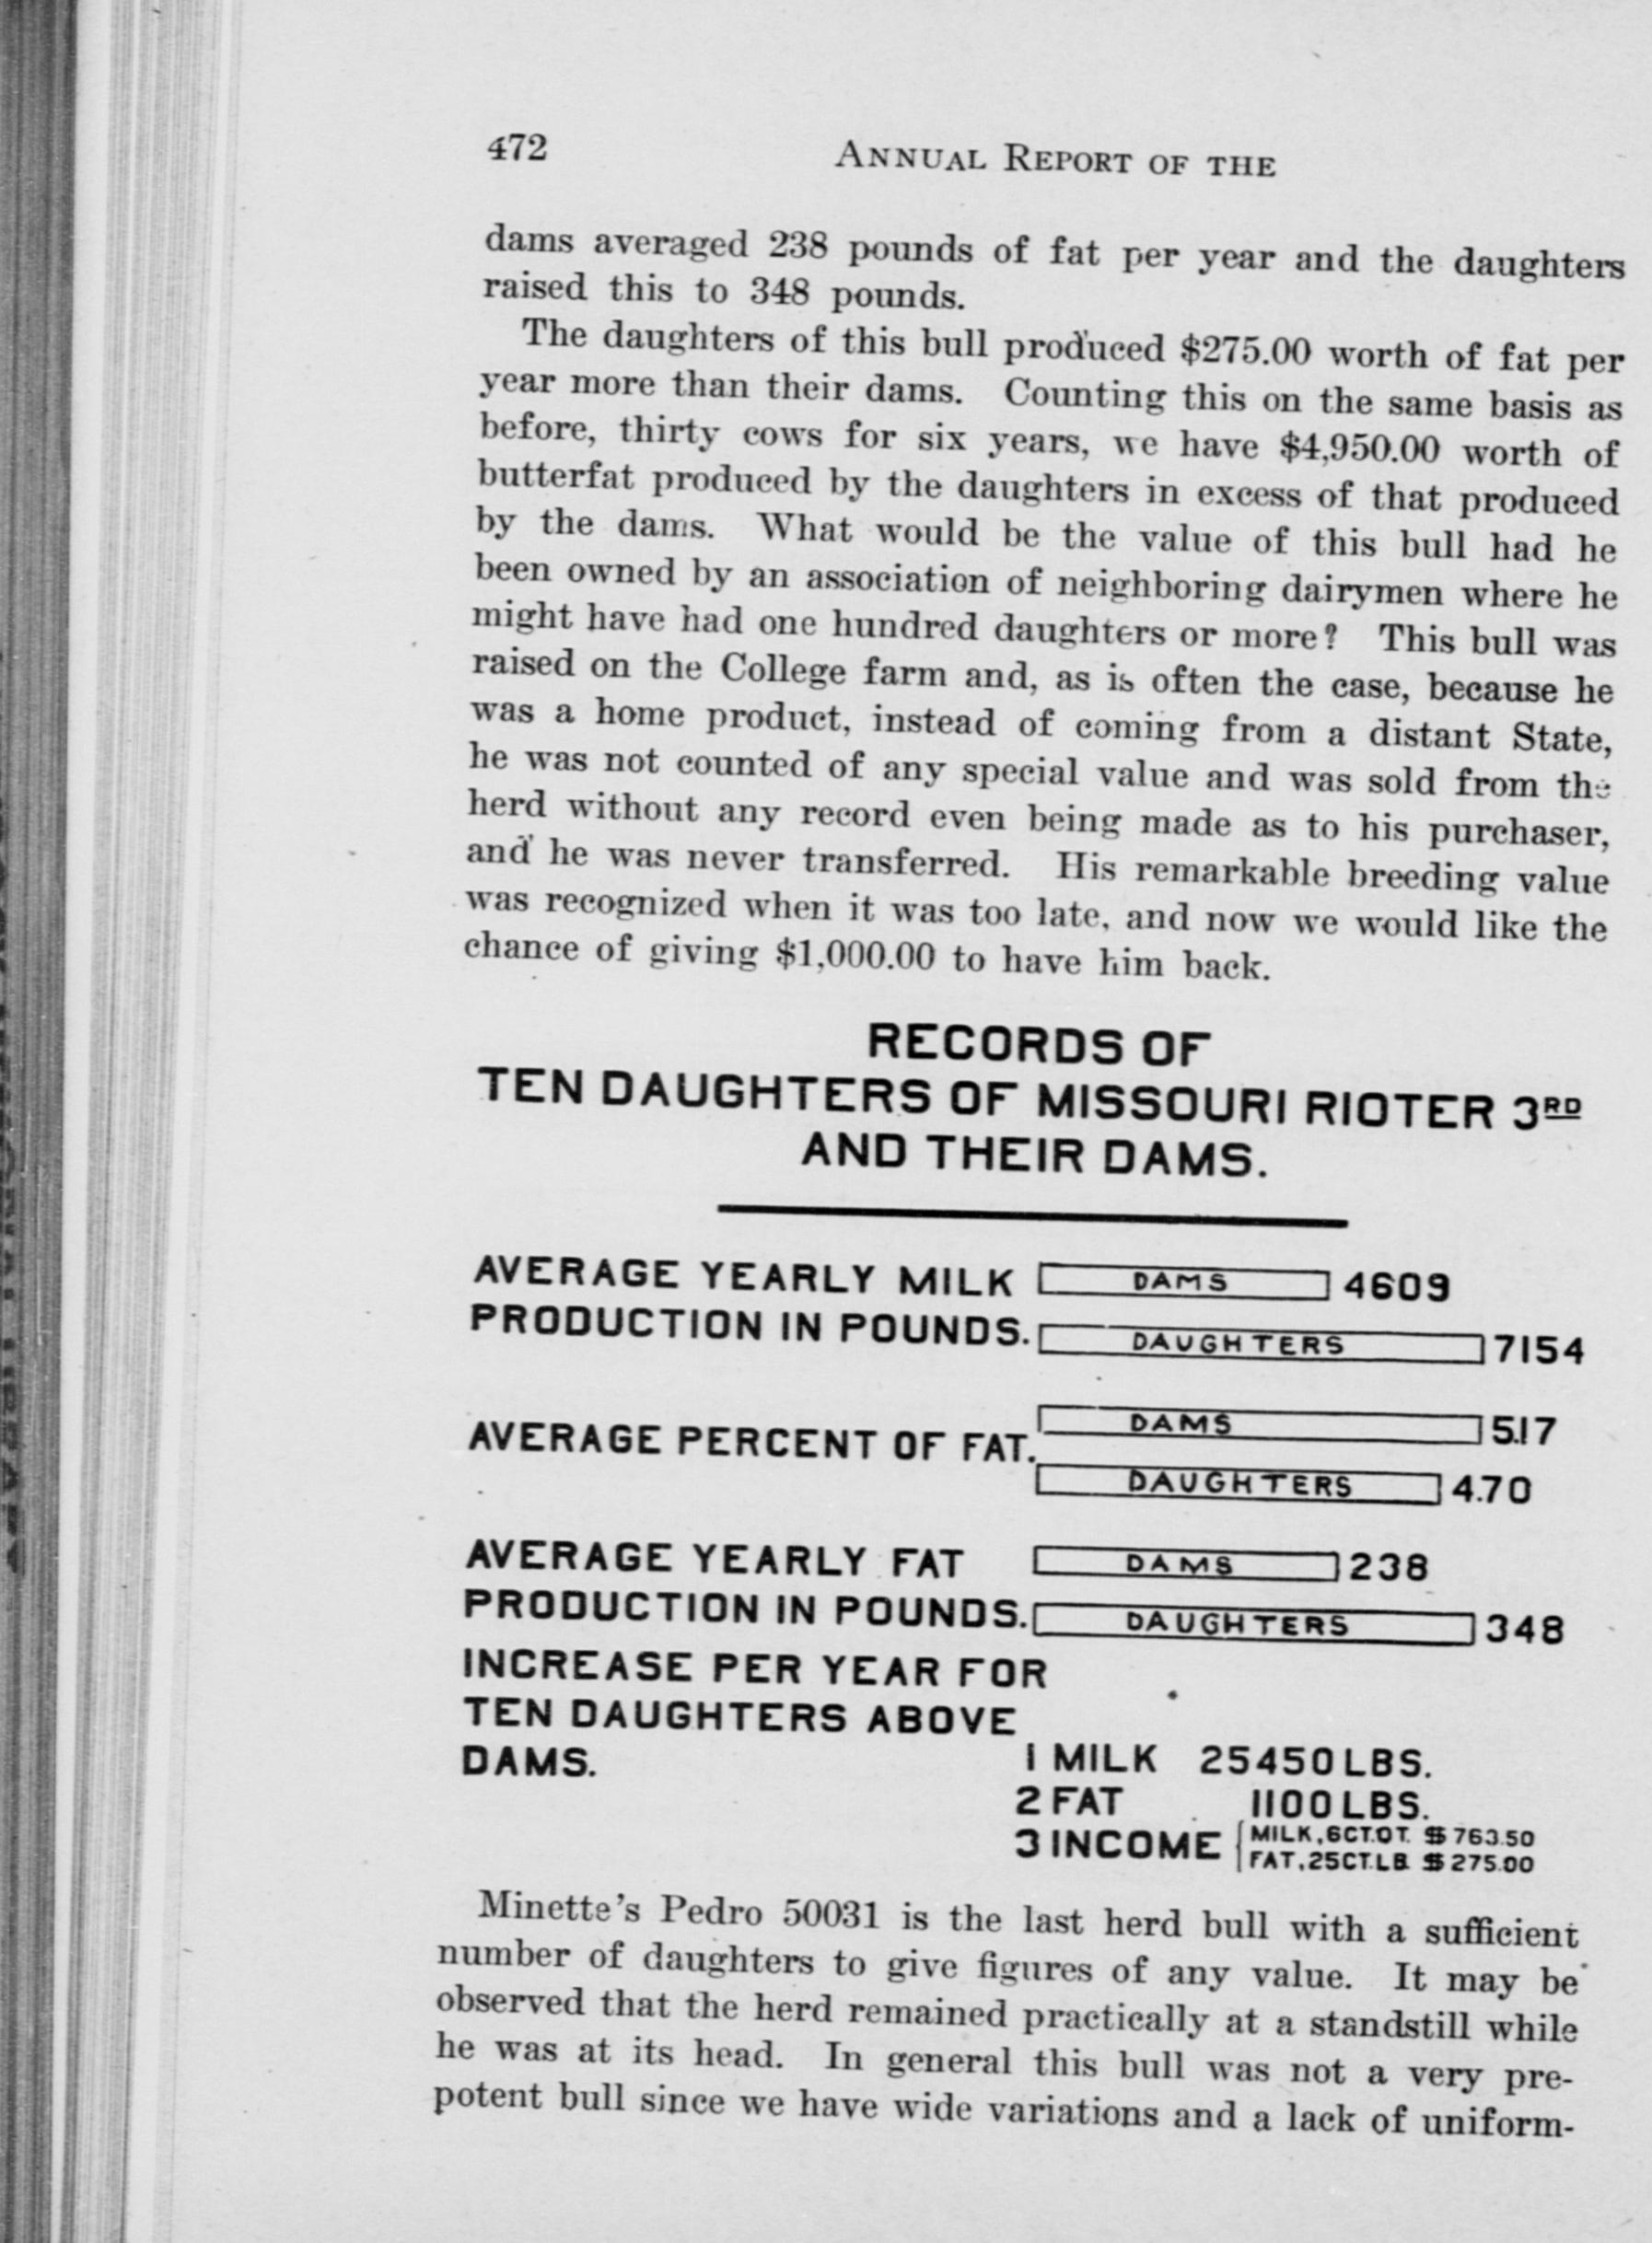 472
ANNUAL REPORT OF THE
dams averaged 238 pounds of fat per year and the daughters
raised this to 348 pounds.
The daughters of this bull produced $275.00 worth of fat per
year more than their dams. Counting this on the same basis as
before, thirty cows for six years, we have $4,950.00 worth of
butterfat produced by the daughters in excess of that produced
by the dams. What would be the value of this bull had he
been owned by an association of neighboring dairymen where he
might have had one hundred daughters or more? This bull was
raised on the College farm and, as is often the case, because he
was a home product, instead of coming from a distant State,
he was not counted of any special value and was sold from the
herd without any record even being made as to his purchaser,
and he was never transferred. His remarkable breeding value
was recognized when it was too late, and now we would like the
chance of giving $1,000.00 to have him back.
RECORDS OF
TEN DAUGHTERS OF MISSOURI RIOTER 3RD
AND THEIR DAMS.
AVERAGE YEARLY MILK DAMS 4609
PRODUCTION IN POUNDS. DAUGHTERS 7154
DAMS 5.17
AVERAGE PERCENT OF FAT.
DAUGHTERS 4.70
AVERAGE YEARLY FAT DAMS 238
PRODUCTION IN POUNDS. DAUGHTERS 348
INCREASE PER YEAR FOR
TEN DAUGHTERS ABOVE
DAMS. 1 MILK 25450 LBS.
2 FAT 1100 LBS.
3 INCOME MILK, 6CT.QT. $763.50
FAT, 25CT.LB $275.00
Minette's Pedro 50031 is the last herd bull with a sufficient
number of daughters to give figures of any value. It may be
observed that the herd remained practically at a standstill while
he was at its head. In general this bull was not a very pre-
potent bull since we have wide variations and a lack of uniform-